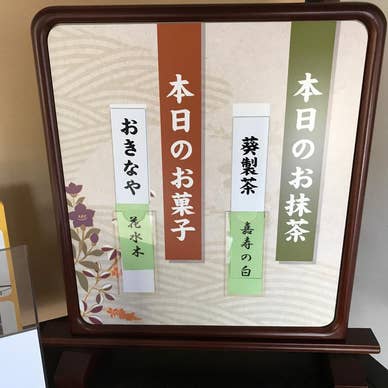 本日のお抹茶
葵製茶
嘉寿の白
本日のお菓子
おきなや
花水木